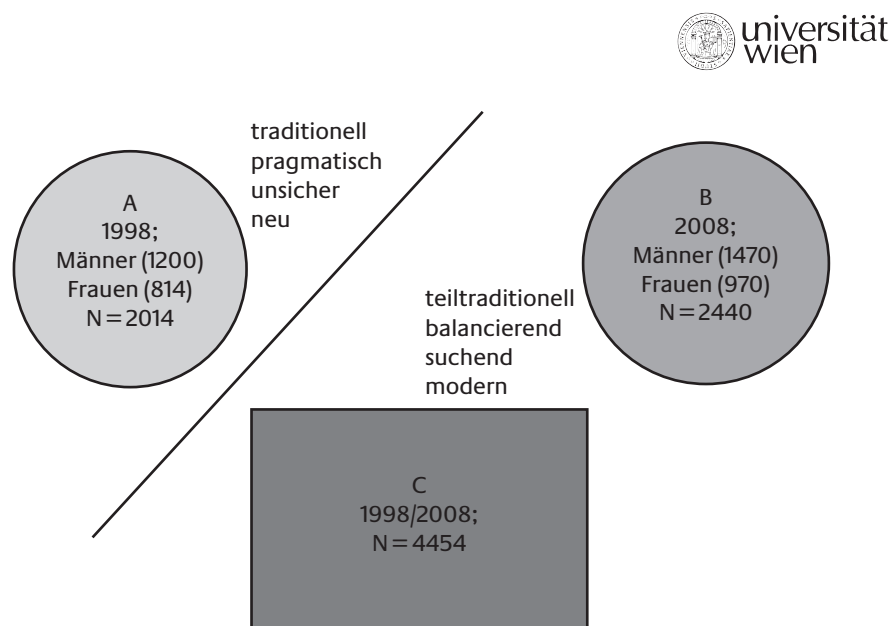 universität
wien
traditionell
pragmatisch
unsicher
neu
A
1998;
Männer (1200)
Frauen (814)
N = 2014
B
2008;
Männer (1470)
Frauen (970)
N = 2440
teiltraditionell
balancierend
suchend
modern
C
1998/2008;
N = 4454